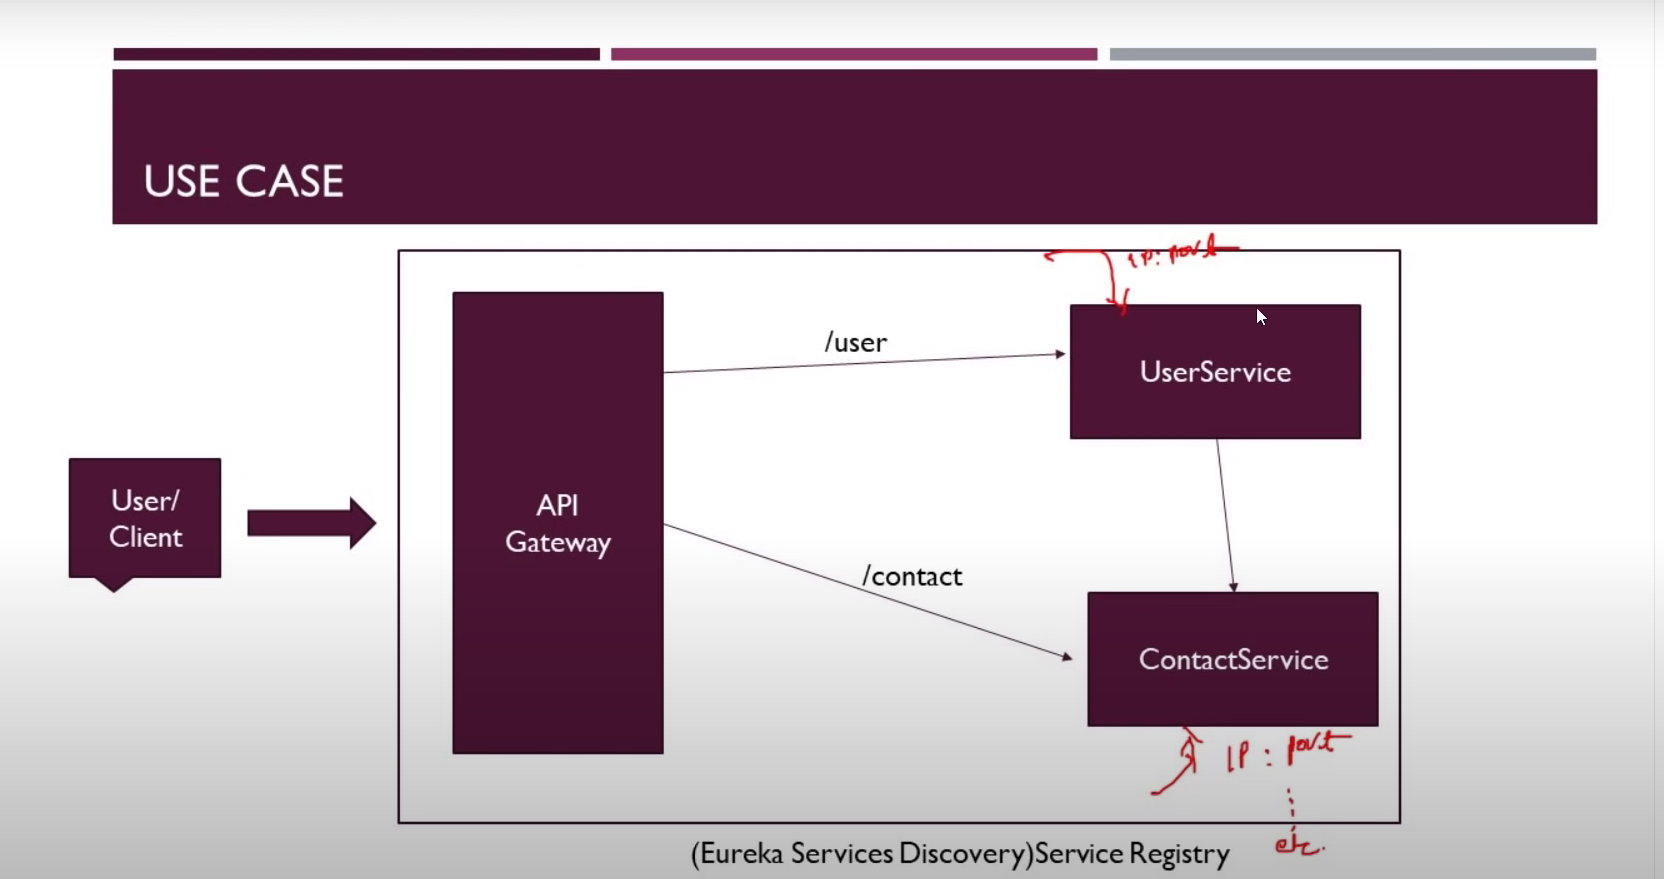 USE CASE
IP: port
/user
UserService
User/
Client
API
Gateway
/contact
ContactService
IP : port
etc.
(Eureka Services Discovery)Service Registry